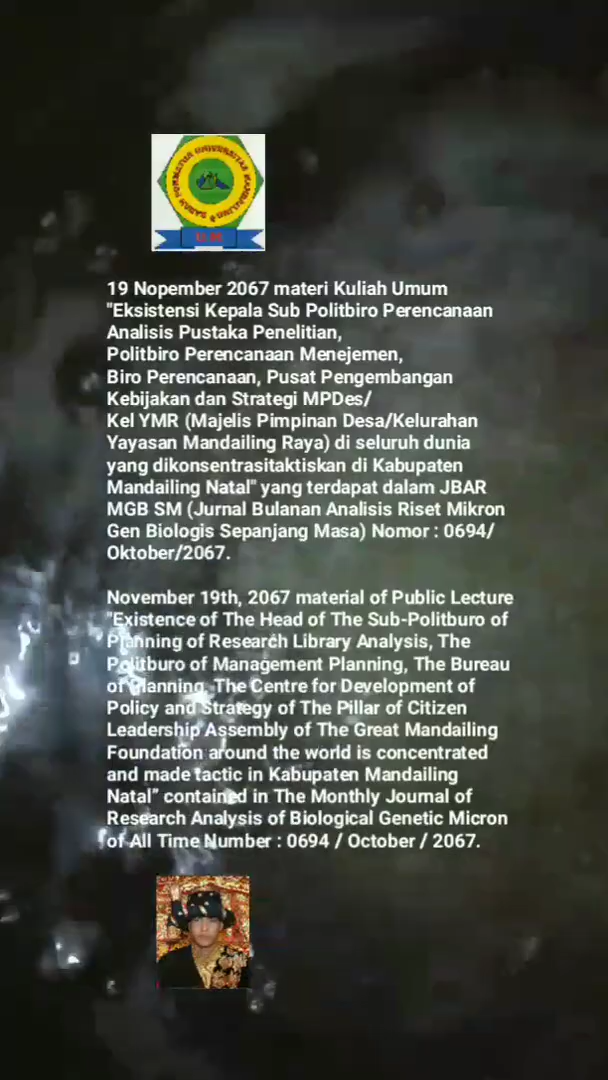 19 Nopember 2067 materi Kuliah Umum
"Eksistensi Kepala Sub Politbiro Perencanaan
Analisis Pustaka Penelitian,
Politbiro Perencanaan Menejemen,
Biro Perencanaan, Pusat Pengembangan
Kebijakan dan Strategi MPDes/
Kel YMR (Majelis Pimpinan Desa/Kelurahan
Yayasan Mandailing Raya) di seluruh dunia
yang dikonsentrasitaktiskan di Kabupaten
Mandailing Natal" yang terdapat dalam JBAR
MGB SM (Jurnal Bulanan Analisis Riset Mikron
Gen Biologis Sepanjang Masa) Nomor : 0694/
Oktober/2067.
November 19th, 2067 material of Public Lecture
"Existence of The Head of The Sub-Politburo of
Planning of Research Library Analysis, The
Politburo of Management Planning, The Bureau
of Planning, The Centre for Development of
Policy and Strategy of The Pillar of Citizen
Leadership Assembly of The Great Mandailing
Foundation around the world is concentrated
and made tactic in Kabupaten Mandailing
Natal" contained in The Monthly Journal of
Research Analysis of Biological Genetic Micron
of All Time Number : 0694 / October / 2067.